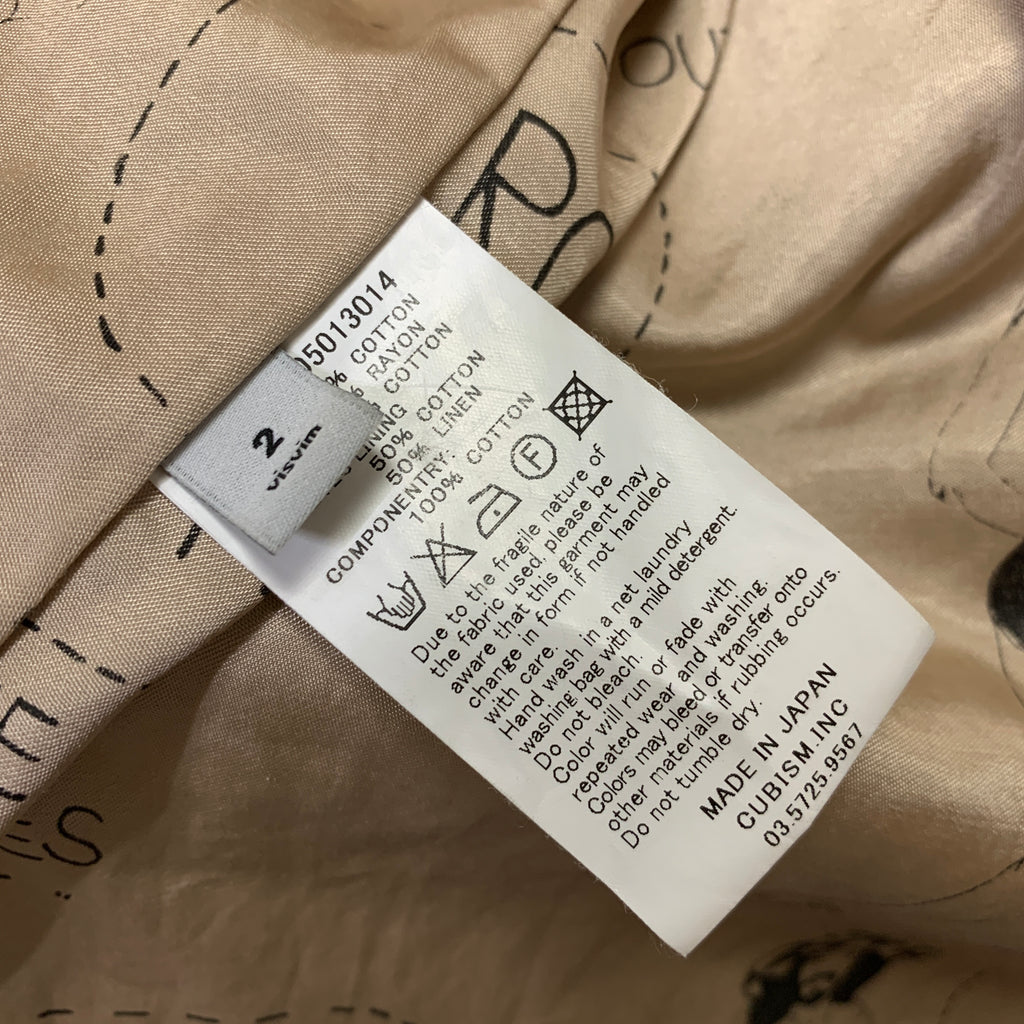 5013014
% COTTON
% RAYON
COTTON
LINING
50% COTTON
50% LINEN
COMPONENTRY:
100% COTTON
2
visvim
F
Due to the fragile nature of
the fabric used, please be
aware that this garment may
change in form if not handled
with care.
Hand wash in a net laundry
washing bag with a mild detergent.
Do not bleach.
Color will run or fade with
repeated wear and washing.
Colors may bleed or transfer onto
other materials if rubbing occurs.
Do not tumble dry.
MADE IN JAPAN
CUBISM.INC
03.5725.9567